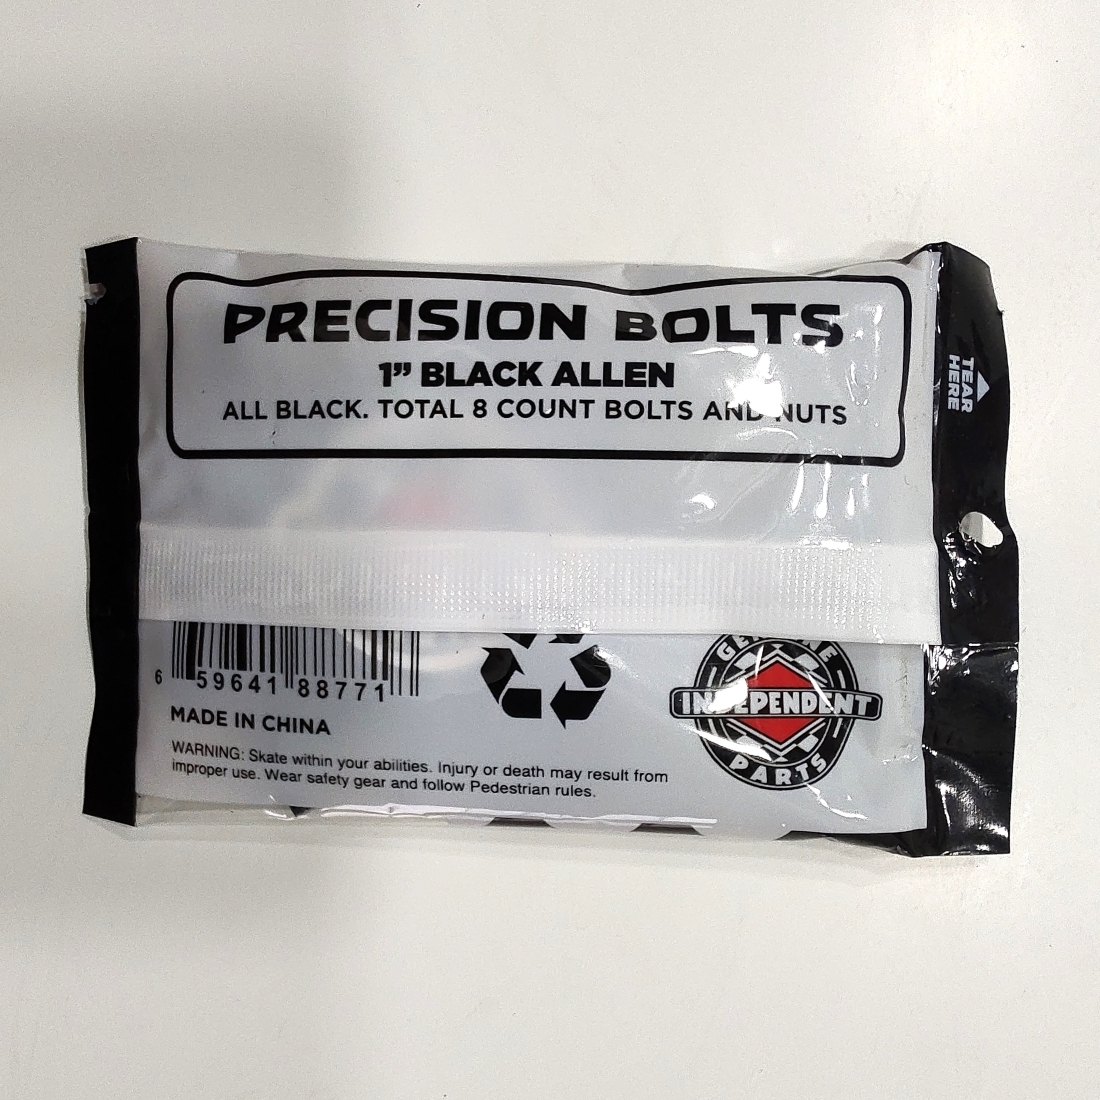 PRECISION BOLTS
1” BLACK ALLEN
ALL BLACK. TOTAL 8 COUNT BOLTS AND NUTS
TEAR
HERE
6 59641 88771
MADE IN CHINA
WARNING: Skate within your abilities. Injury or death may result from
improper use. Wear safety gear and follow Pedestrian rules.
GENUINE
INDEPENDENT
PARTS